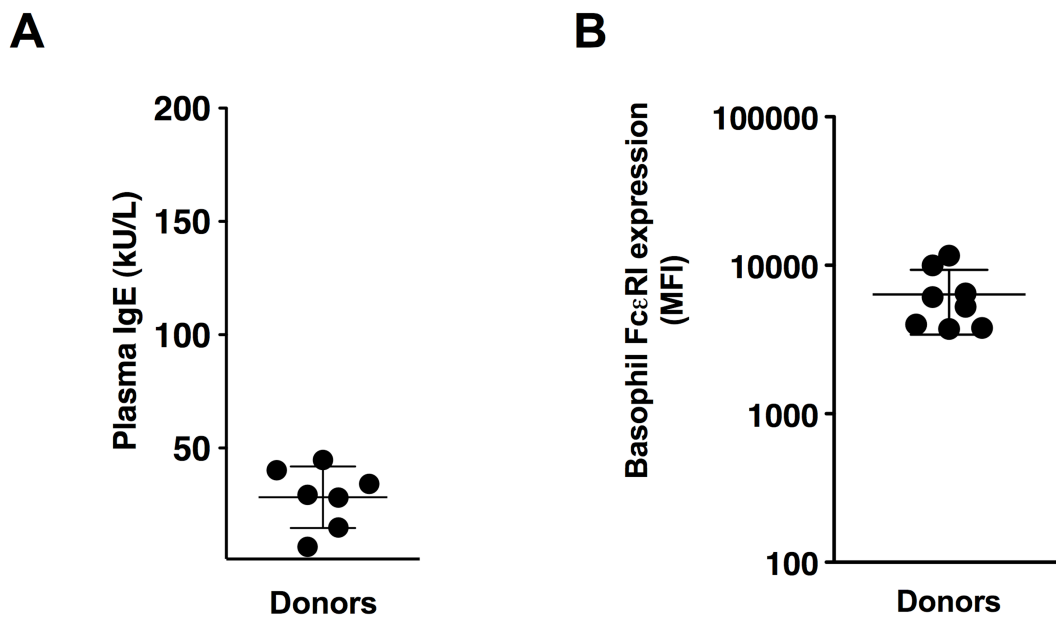 A
B
200
150
100
50
Plasma IgE (kU/L)
Donors
100000
10000
1000
100
Basophil FcεRI expression
(MFI)
Donors